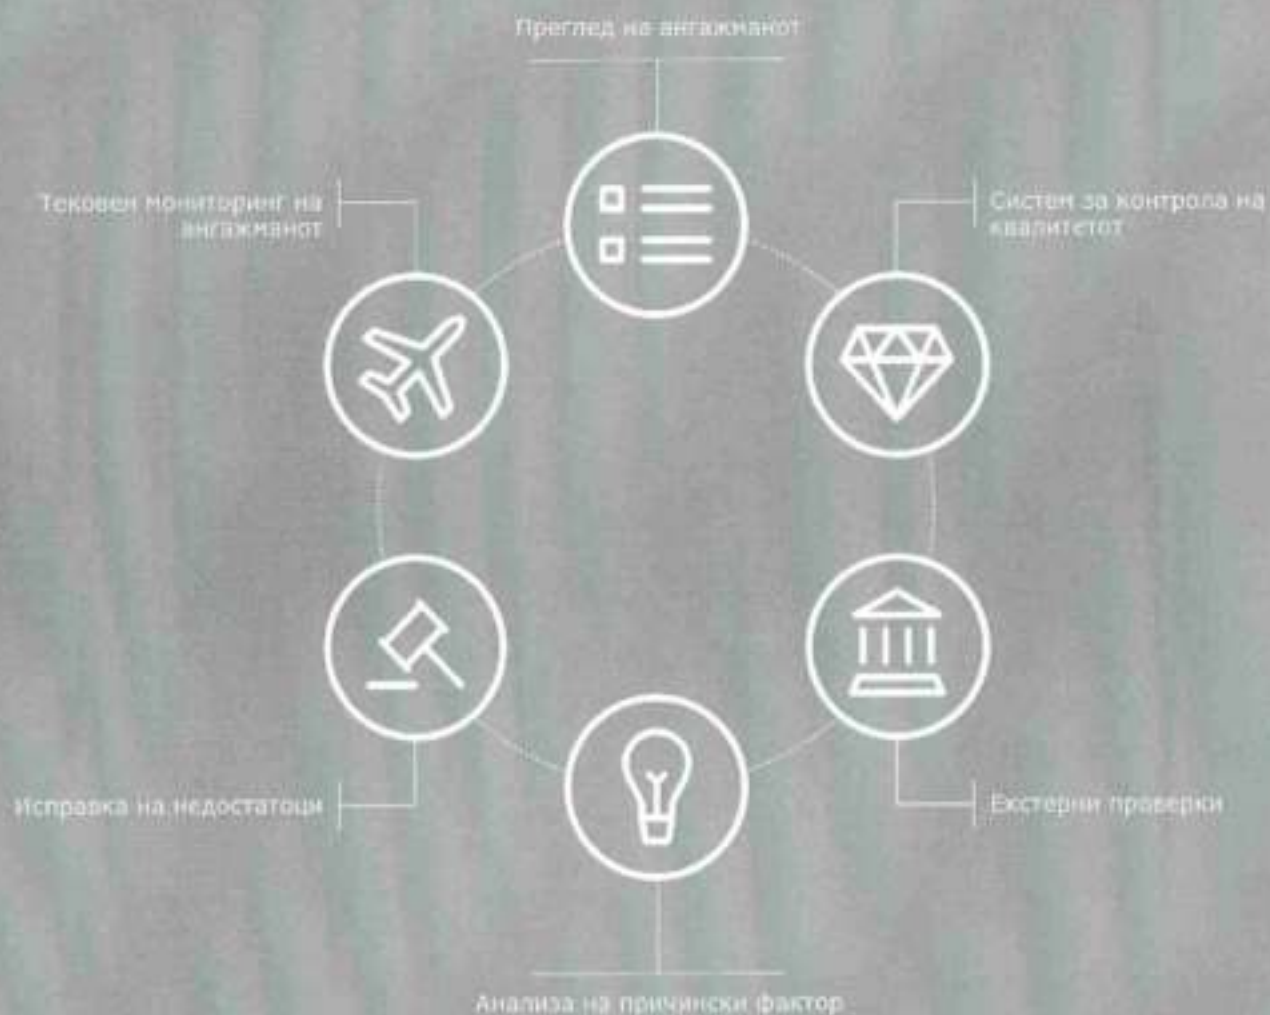 Преглед на ангажманот
Тековен мониторинг на
ангажманот
Систем за контрола на
квалитетот
Исправка на недостатоци
Екстерни проверки
Анализа на причински фактор